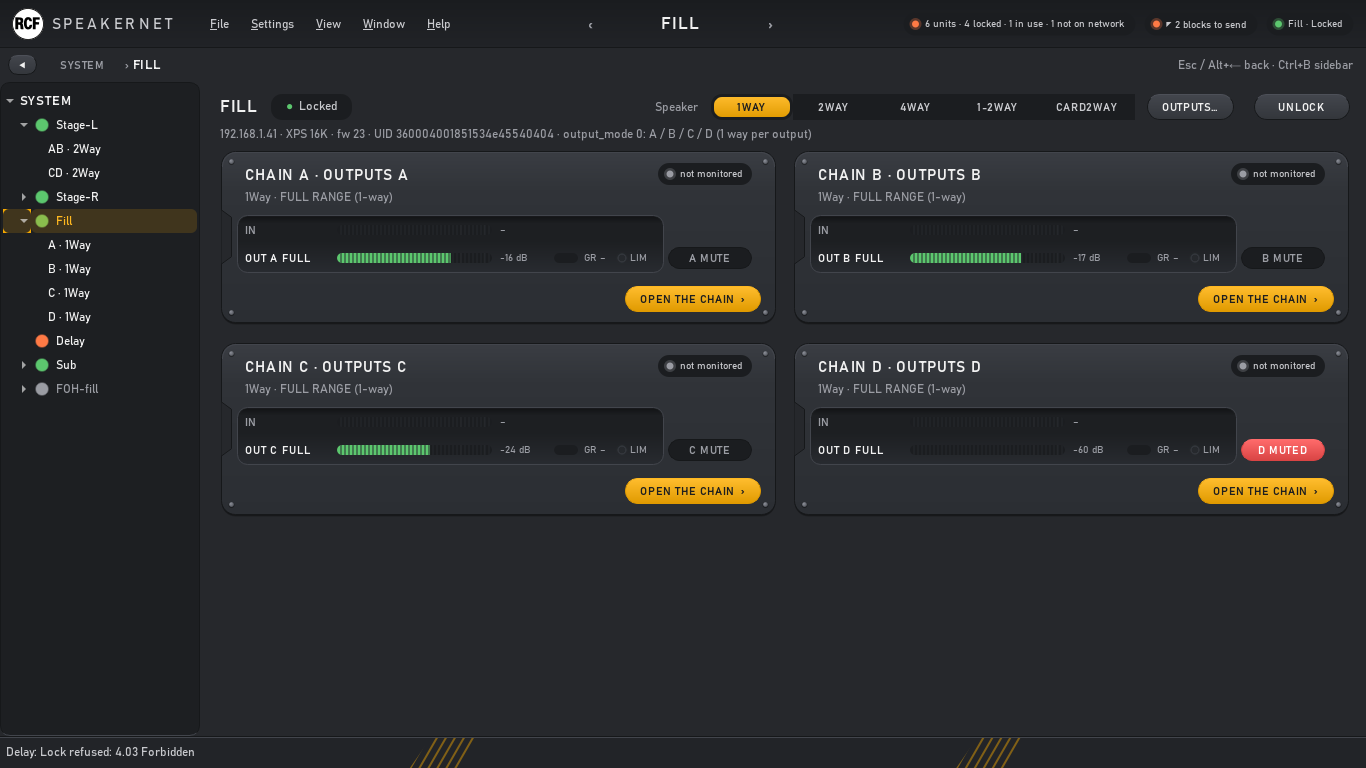 RCF SPEAKERNET File Settings View Window Help ‹ FILL › 6 units · 4 locked · 1 in use · 1 not on network 2 blocks to send Fill · Locked
◂ SYSTEM › FILL Esc / Alt+← back · Ctrl+B sidebar
SYSTEM
Stage-L
AB · 2Way
CD · 2Way
Stage-R
Fill
A · 1Way
B · 1Way
C · 1Way
D · 1Way
Delay
Sub
FOH-fill
FILL Locked Speaker 1WAY 2WAY 4WAY 1-2WAY CARD2WAY OUTPUTS… UNLOCK
192.168.1.41 · XPS 16K · fw 23 · UID 360004001851534e45540404 · output_mode 0: A / B / C / D (1 way per output)
CHAIN A · OUTPUTS A not monitored
1Way · FULL RANGE (1-way)
IN –
OUT A FULL -16 dB GR – LIM A MUTE
OPEN THE CHAIN ›
CHAIN B · OUTPUTS B not monitored
1Way · FULL RANGE (1-way)
IN –
OUT B FULL -17 dB GR – LIM B MUTE
OPEN THE CHAIN ›
CHAIN C · OUTPUTS C not monitored
1Way · FULL RANGE (1-way)
IN –
OUT C FULL -24 dB GR – LIM C MUTE
OPEN THE CHAIN ›
CHAIN D · OUTPUTS D not monitored
1Way · FULL RANGE (1-way)
IN –
OUT D FULL -60 dB GR – LIM D MUTED
OPEN THE CHAIN ›
Delay: Lock refused: 4.03 Forbidden